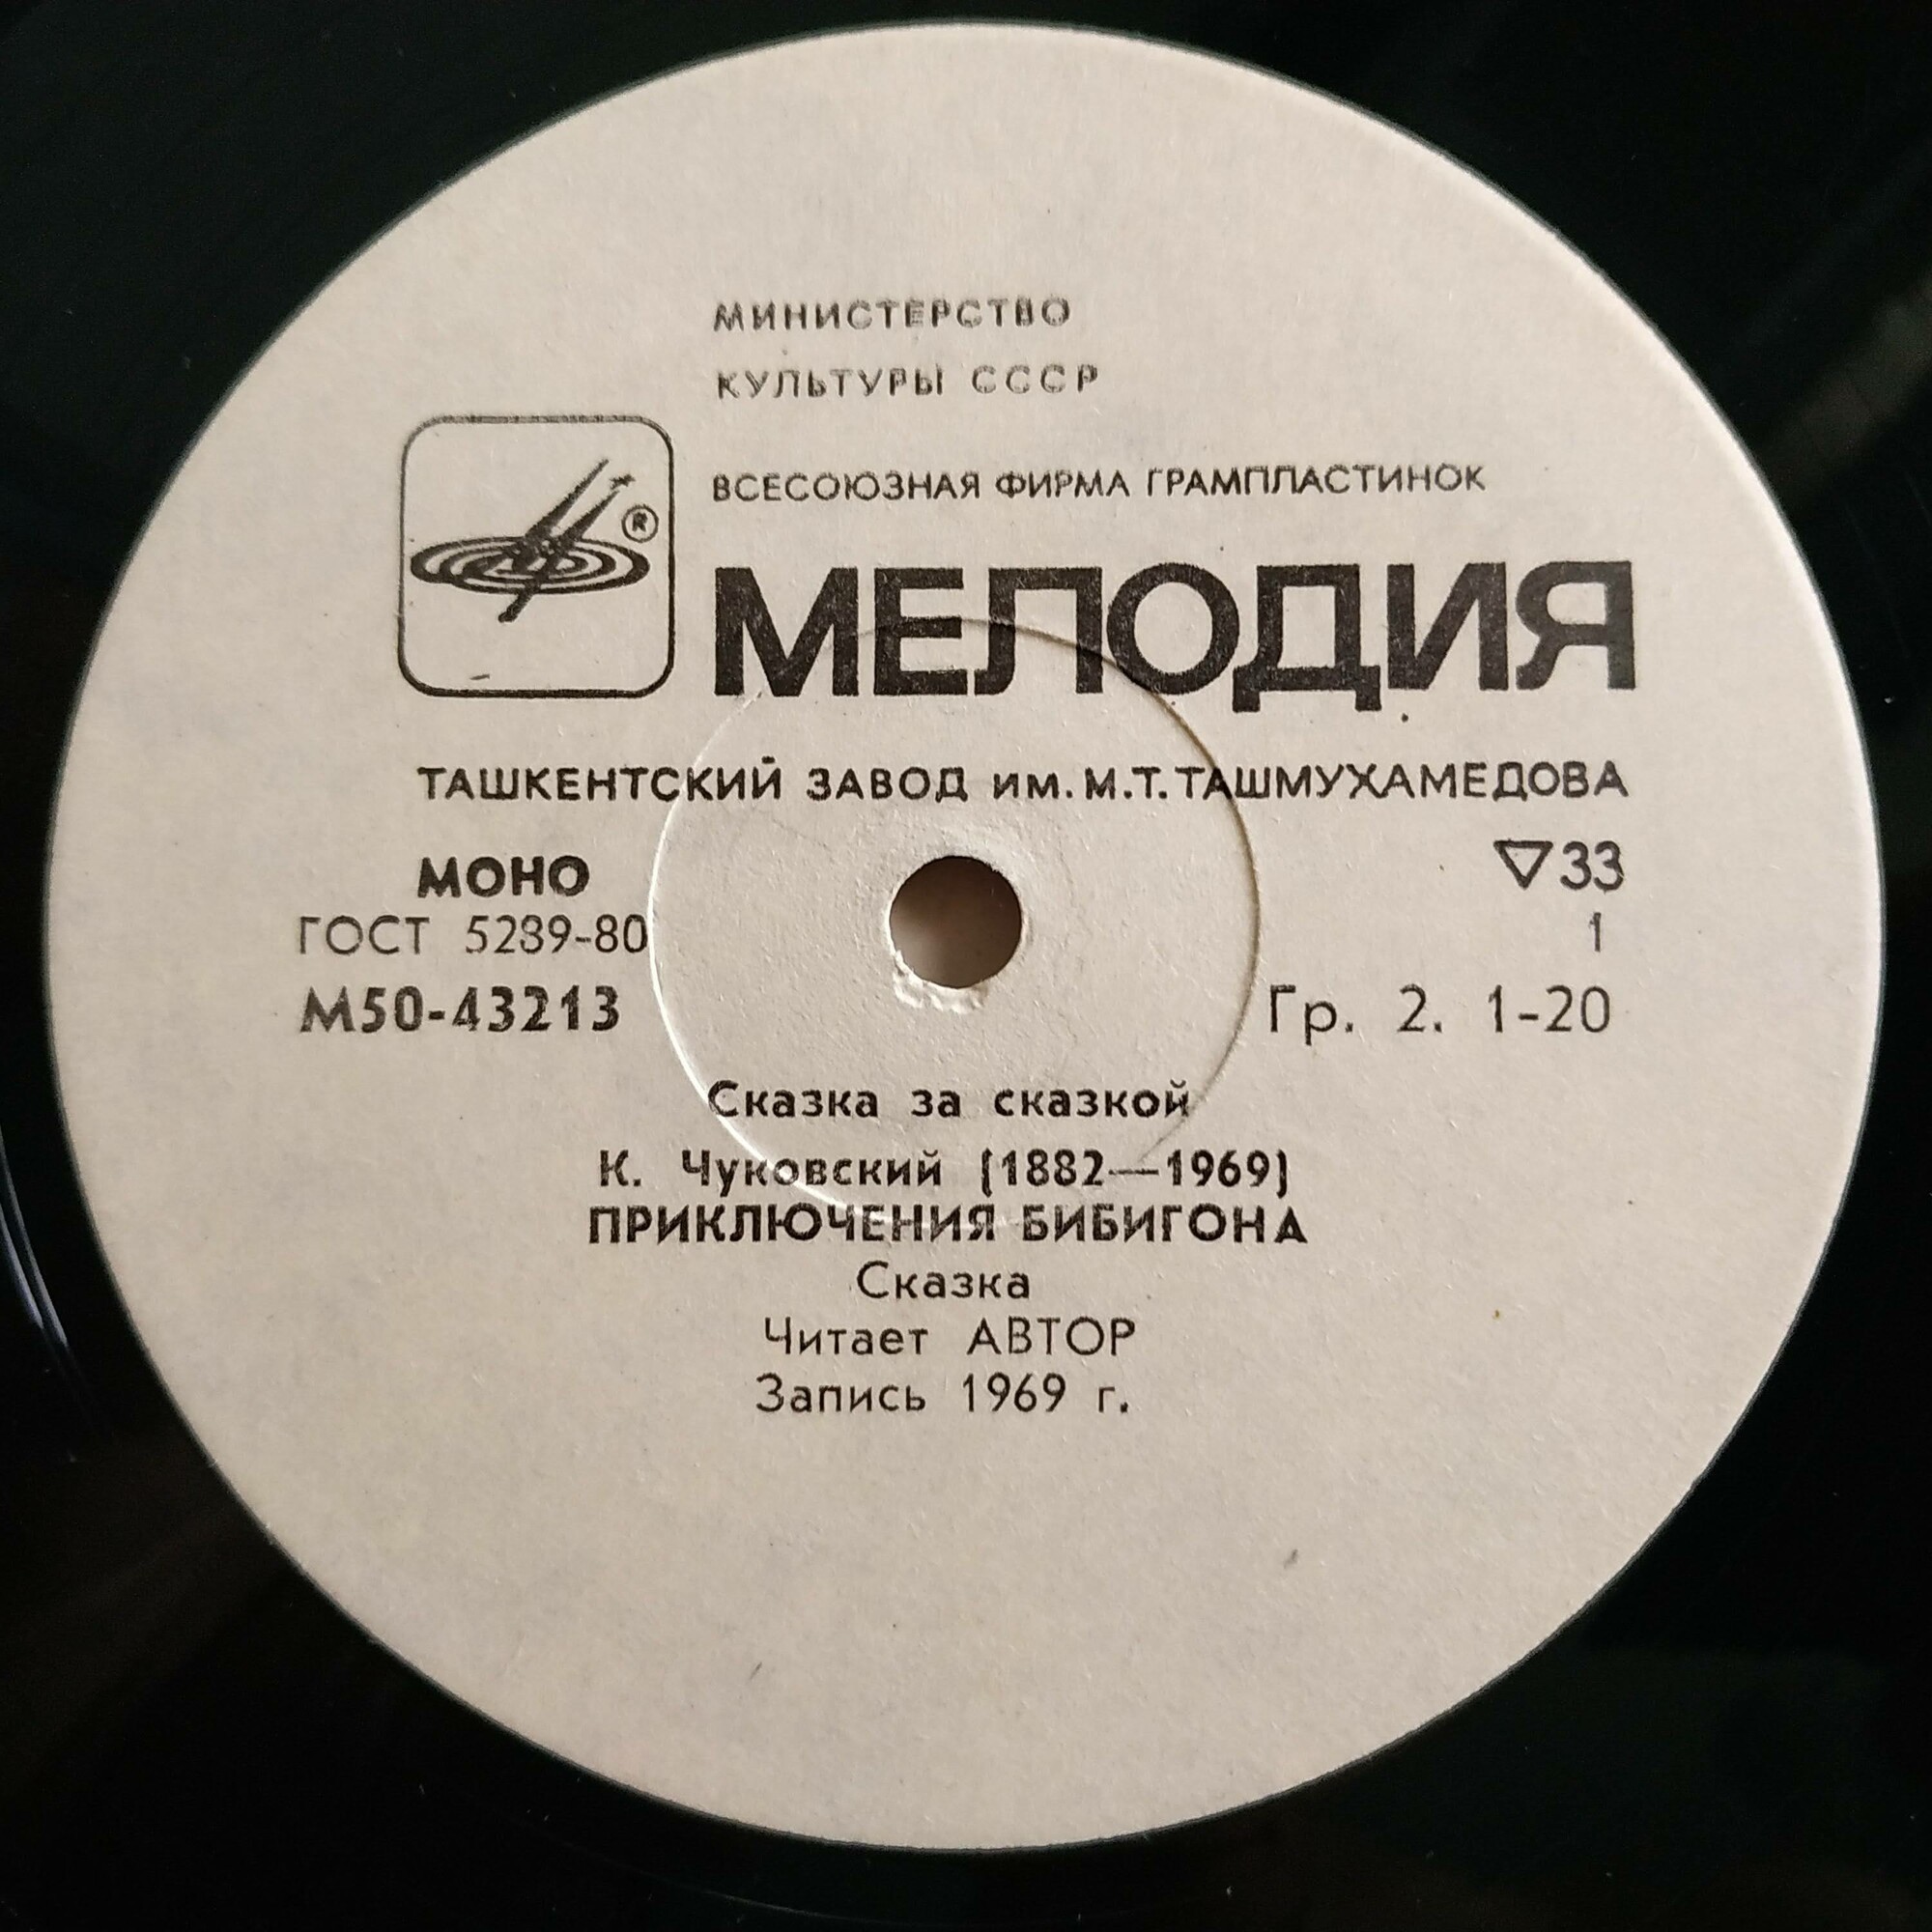 МИНИСТЕРСТВО
КУЛЬТУРЫ СССР
ВСЕСОЮЗНАЯ ФИРМА ГРАМПЛАСТИНОК
®
МЕЛОДИЯ
ТАШКЕНТСКИЙ ЗАВОД им. М.Т. ТАШМУХАМЕДОВА
МОНО ▽33
ГОСТ 5289-80 1
М50-43213 Гр. 2. 1-20
Сказка за сказкой
К. Чуковский (1882—1969)
ПРИКЛЮЧЕНИЯ БИБИГОНА
Сказка
Читает АВТОР
Запись 1969 г.